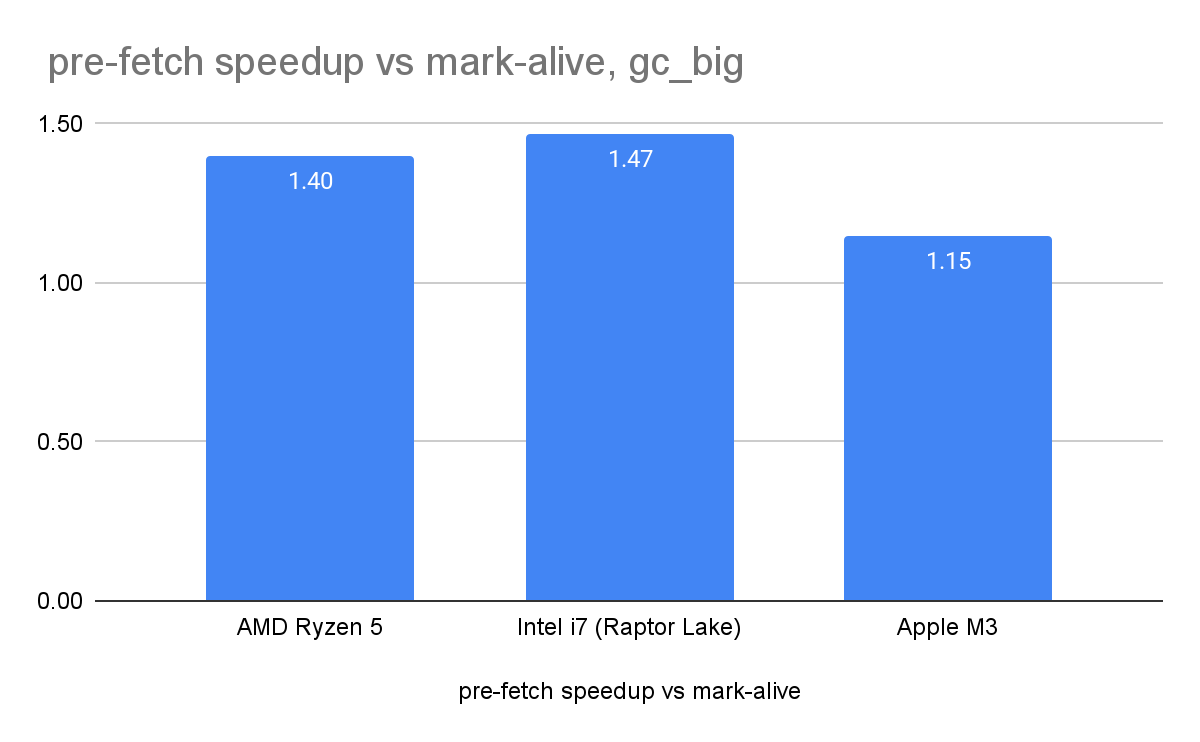 pre-fetch speedup vs mark-alive, gc_big
1.50
1.00
0.50
0.00
1.40
1.47
1.15
AMD Ryzen 5
Intel i7 (Raptor Lake)
Apple M3
pre-fetch speedup vs mark-alive